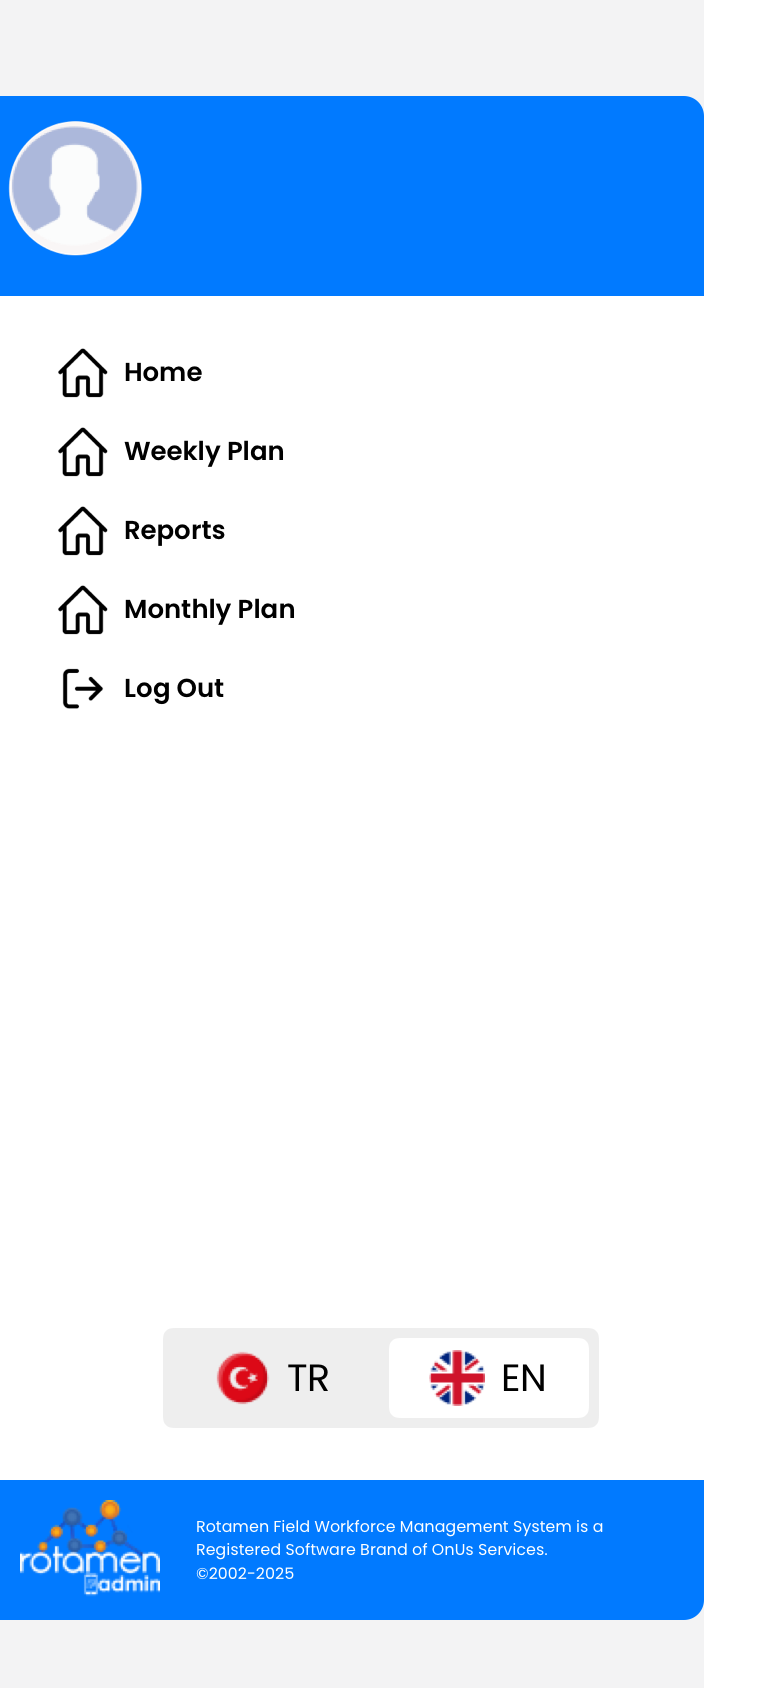 Home
Weekly Plan
Reports
Monthly Plan
Log Out
TR
EN
rotamen
admin
Rotamen Field Workforce Management System is a
Registered Software Brand of OnUs Services.
©2002-2025